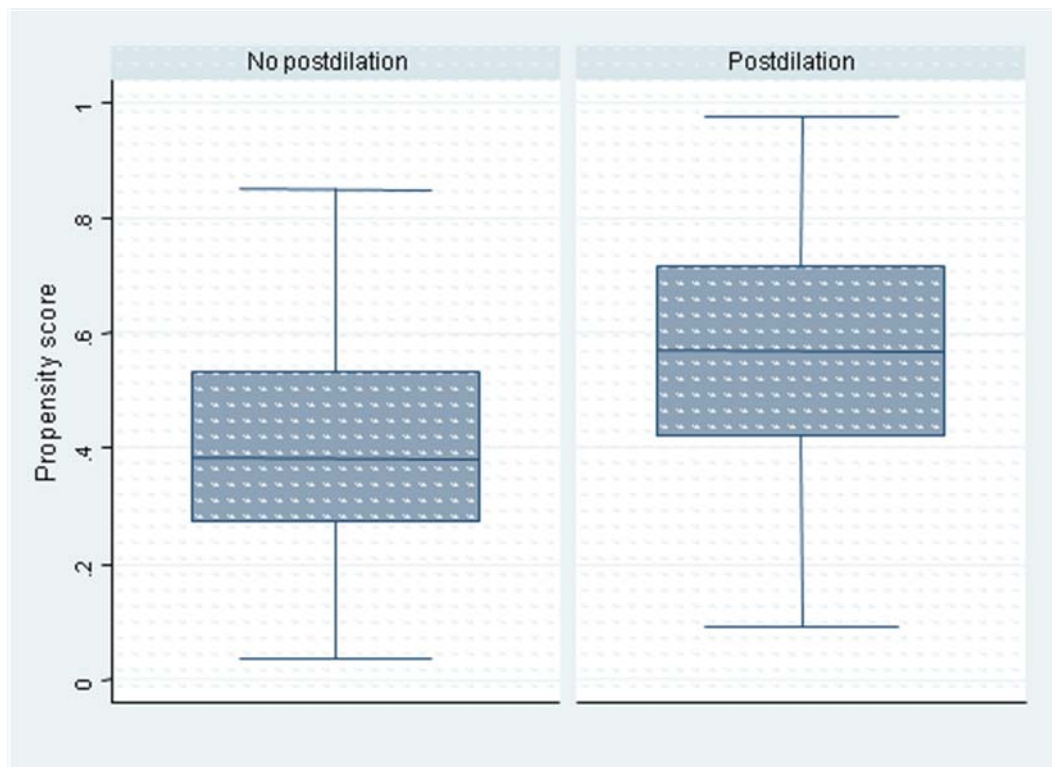 No postdilation
Postdilation
Propensity score
1
.8
.6
.4
.2
0